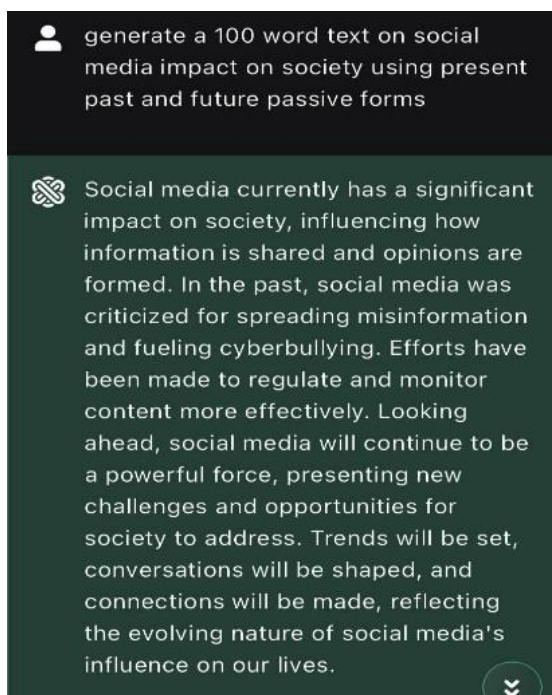 generate a 100 word text on social
media impact on society using present
past and future passive forms
Social media currently has a significant
impact on society, influencing how
information is shared and opinions are
formed. In the past, social media was
criticized for spreading misinformation
and fueling cyberbullying. Efforts have
been made to regulate and monitor
content more effectively. Looking
ahead, social media will continue to be
a powerful force, presenting new
challenges and opportunities for
society to address. Trends will be set,
conversations will be shaped, and
connections will be made, reflecting
the evolving nature of social media's
influence on our lives.